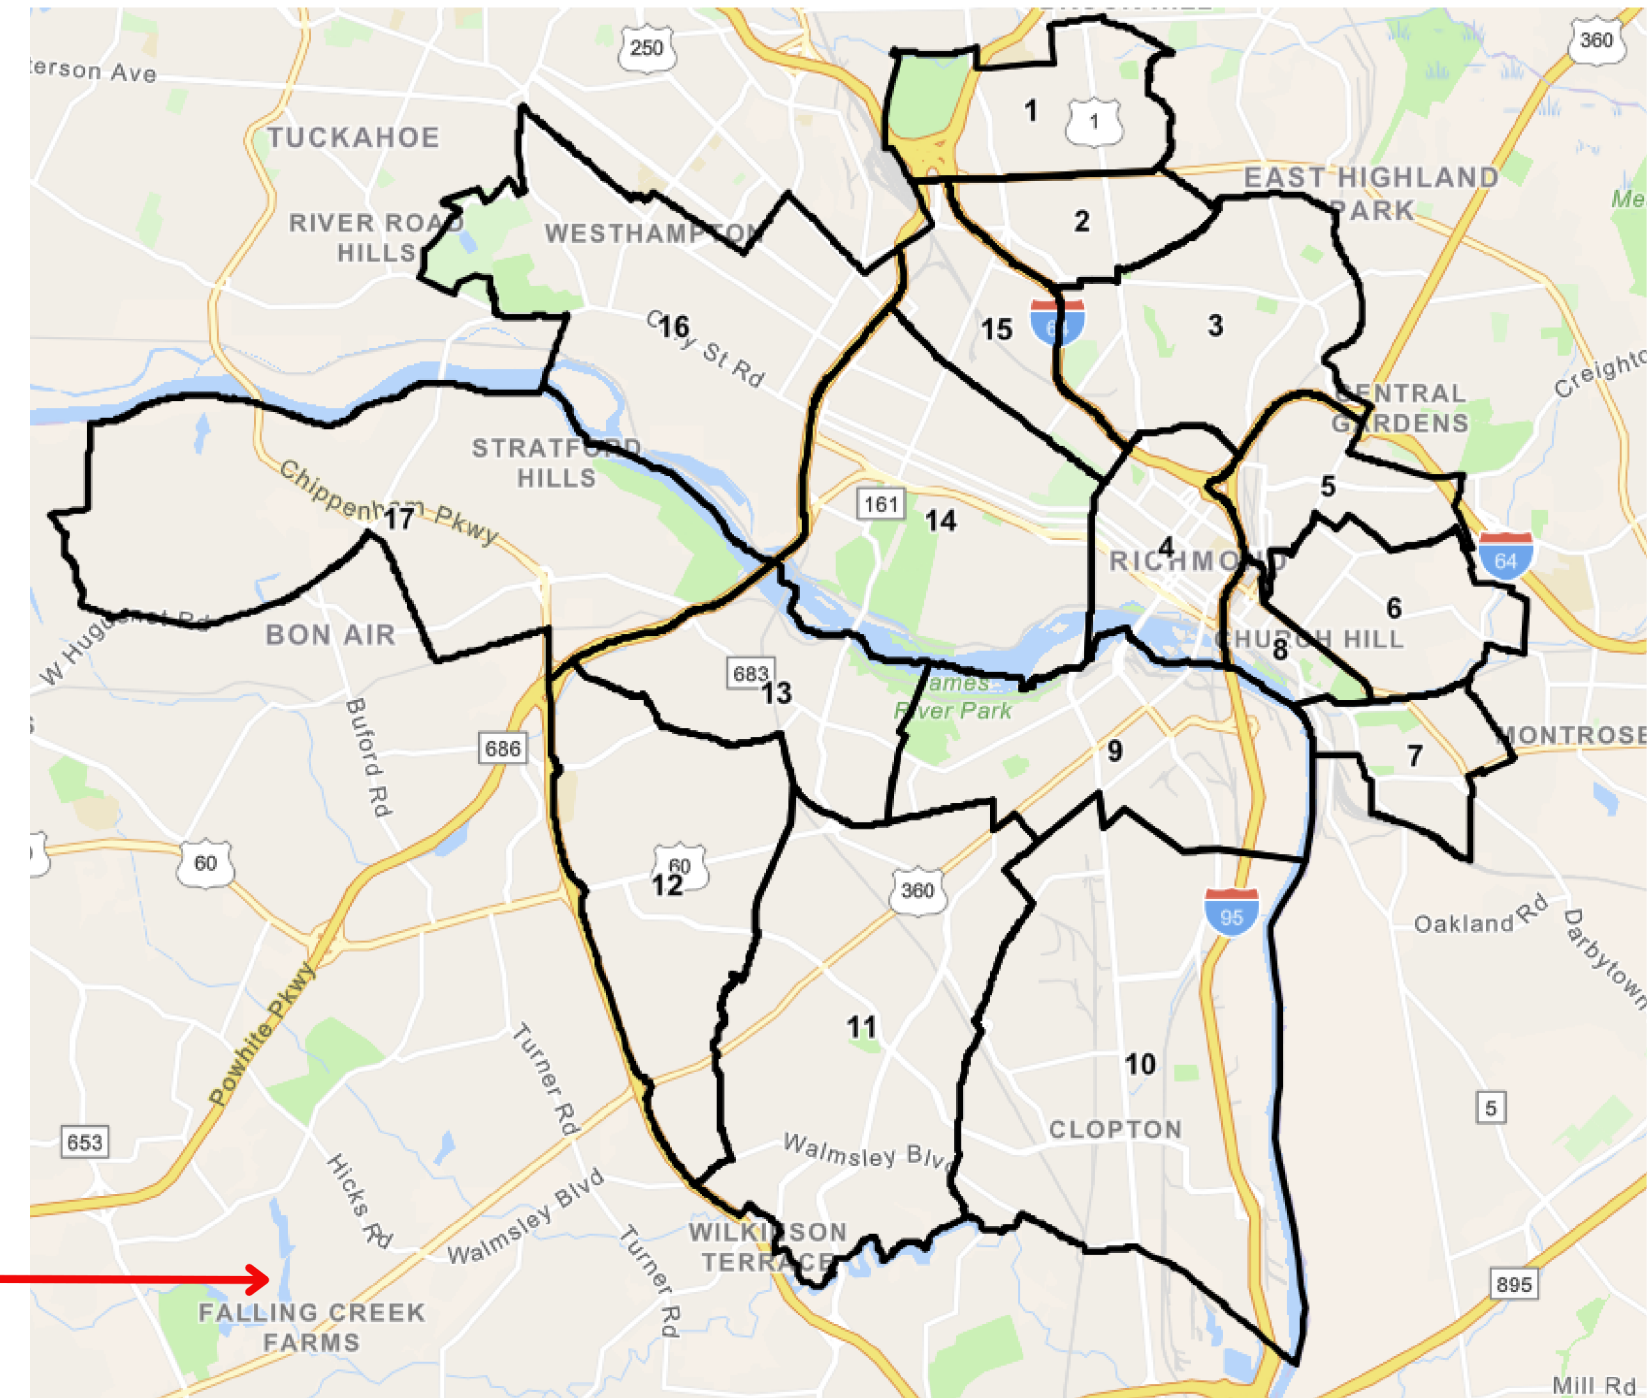 250
360
terson Ave
1
1
TUCKAHOE
EAST HIGHLAND
PARK
Me
RIVER ROAD
HILLS
WESTHAMPTON
2
16
Cary St Rd
15
64
3
Creighto
CENTRAL
GARDENS
STRATFORD
HILLS
Chippenham Pkwy
17
161
14
5
4
RICHMOND
64
6
W Huguenot Rd
BON AIR
CHURCH HILL
8
683
13
James
River Park
Buford Rd
686
9
7
MONTROSE
60
60
12
360
95
Oakland Rd
Darbytown
Powhite Pkwy
11
Turner Rd
10
5
653
CLOPTON
Walmsley Blvd
Hicks Rd
Walmsley Blvd
Turner Rd
WILKINSON
TERRACE
895
FALLING CREEK
FARMS
Mill Rd